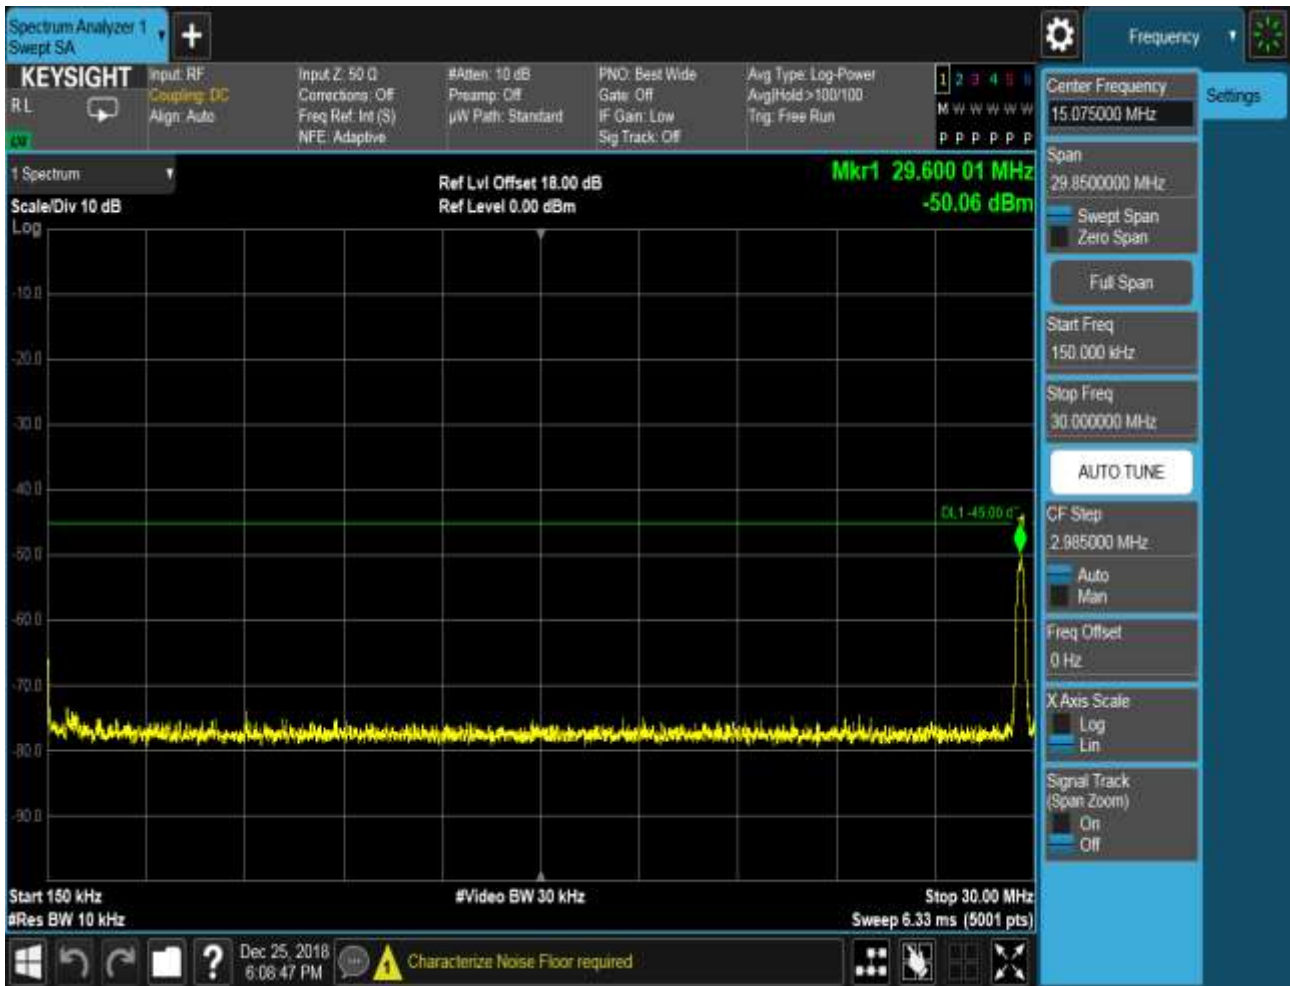 Spectrum Analyzer 1
Swept SA
Frequency
KEYSIGHT
R L
Input: RF
Coupling: DC
Align: Auto
Input Z: 50 Ω
Corrections: Off
Freq Ref: Int (S)
NFE: Adaptive
#Atten: 10 dB
Preamp: Off
µW Path: Standard
PNO: Best Wide
Gate: Off
IF Gain: Low
Sig Track: Off
Avg Type: Log-Power
Avg|Hold:>100/100
Trig: Free Run
1 2 3 4 5 6
M W W W W W
P P P P P P
1 Spectrum
Scale/Div 10 dB
Log
Ref Lvl Offset 18.00 dB
Ref Level 0.00 dBm
Mkr1 29.600 01 MHz
-50.06 dBm
-10.0
-20.0
-30.0
-40.0
-50.0
-60.0
-70.0
-80.0
-90.0
DL1 -45.00
1
Start 150 kHz
#Res BW 10 kHz
#Video BW 30 kHz
Stop 30.00 MHz
Sweep 6.33 ms (5001 pts)
Center Frequency
15.075000 MHz
Settings
Span
29.8500000 MHz
Swept Span
Zero Span
Full Span
Start Freq
150.000 kHz
Stop Freq
30.000000 MHz
AUTO TUNE
CF Step
2.985000 MHz
Auto
Man
Freq Offset
0 Hz
X Axis Scale
Log
Lin
Signal Track
(Span Zoom)
On
Off
?
Dec 25, 2018
6:08:47 PM
1
Characterize Noise Floor required